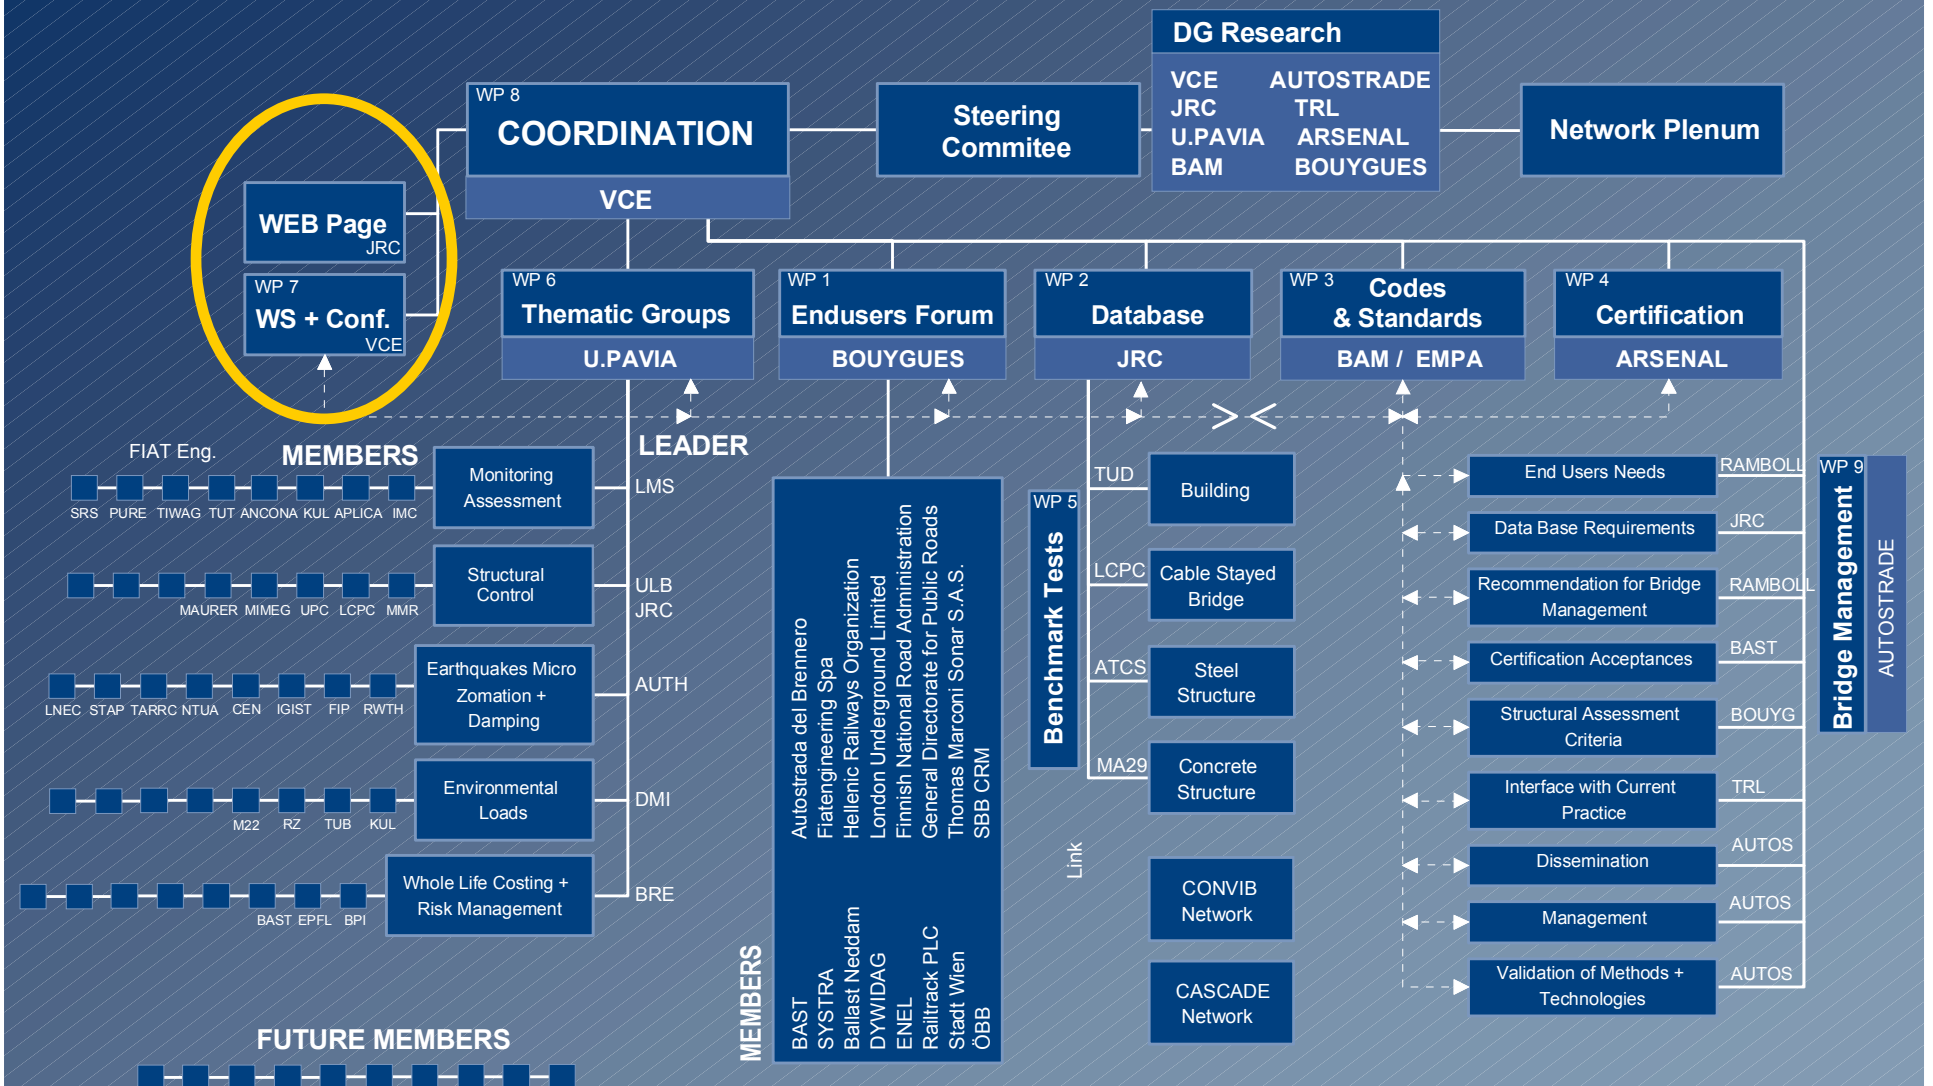 DG Research
VCE AUTOSTRADE
JRC TRL
U.PAVIA ARSENAL
BAM BOUYGUES
WP 8
COORDINATION
VCE
Steering
Commitee
Network Plenum
WEB Page
JRC
WP 7
WS + Conf.
VCE
WP 6
Thematic Groups
U.PAVIA
WP 1
Endusers Forum
BOUYGUES
WP 2
Database
JRC
WP 3
Codes
& Standards
BAM / EMPA
WP 4
Certification
ARSENAL
LEADER
FIAT Eng.
MEMBERS
Monitoring
Assessment
LMS
SRS PURE TIWAG TUT ANCONA KUL APLICA IMC
Structural
Control
ULB
JRC
MAURER MIMEG UPC LCPC MMR
Earthquakes Micro
Zomation +
Damping
AUTH
LNEC STAP TARRC NTUA CEN IGIST FIP RWTH
Environmental
Loads
DMI
M22 RZ TUB KUL
Whole Life Costing +
Risk Management
BRE
BAST EPFL BPI
FUTURE MEMBERS
MEMBERS
Autostrada del Brennero
Fiatengineering Spa
Hellenic Railways Organization
London Underground Limited
Finnish National Road Administration
General Directorate for Public Roads
Thomas Marconi Sonar S.A.S.
SBB CRM
BAST
SYSTRA
Ballast Neddam
DYWIDAG
ENEL
Railtrack PLC
Stadt Wien
ÖBB
WP 5
Benchmark Tests
TUD
Building
LCPC
Cable Stayed
Bridge
ATCS
Steel
Structure
MA29
Concrete
Structure
Link
CONVIB
Network
CASCADE
Network
End Users Needs
RAMBOLL
Data Base Requirements
JRC
Recommendation for Bridge
Management
RAMBOLL
Certification Acceptances
BAST
Structural Assessment
Criteria
BOUYG
Interface with Current
Practice
TRL
Dissemination
AUTOS
Management
AUTOS
Validation of Methods +
Technologies
AUTOS
WP 9
Bridge Management
AUTOSTRADE